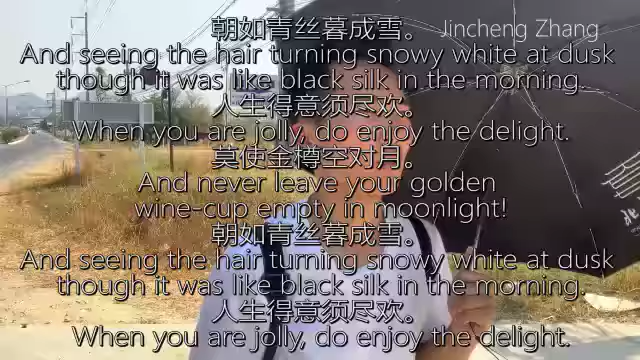 朝如青丝暮成雪。
Jincheng Zhang
And seeing the hair turning snowy white at dusk
though it was like black silk in the morning.
人生得意须尽欢。
When you are jolly, do enjoy the delight.
莫使金樽空对月。
And never leave your golden
wine-cup empty in moonlight!
朝如青丝暮成雪。
And seeing the hair turning snowy white at dusk
though it was like black silk in the morning.
人生得意须尽欢。
When you are jolly, do enjoy the delight.